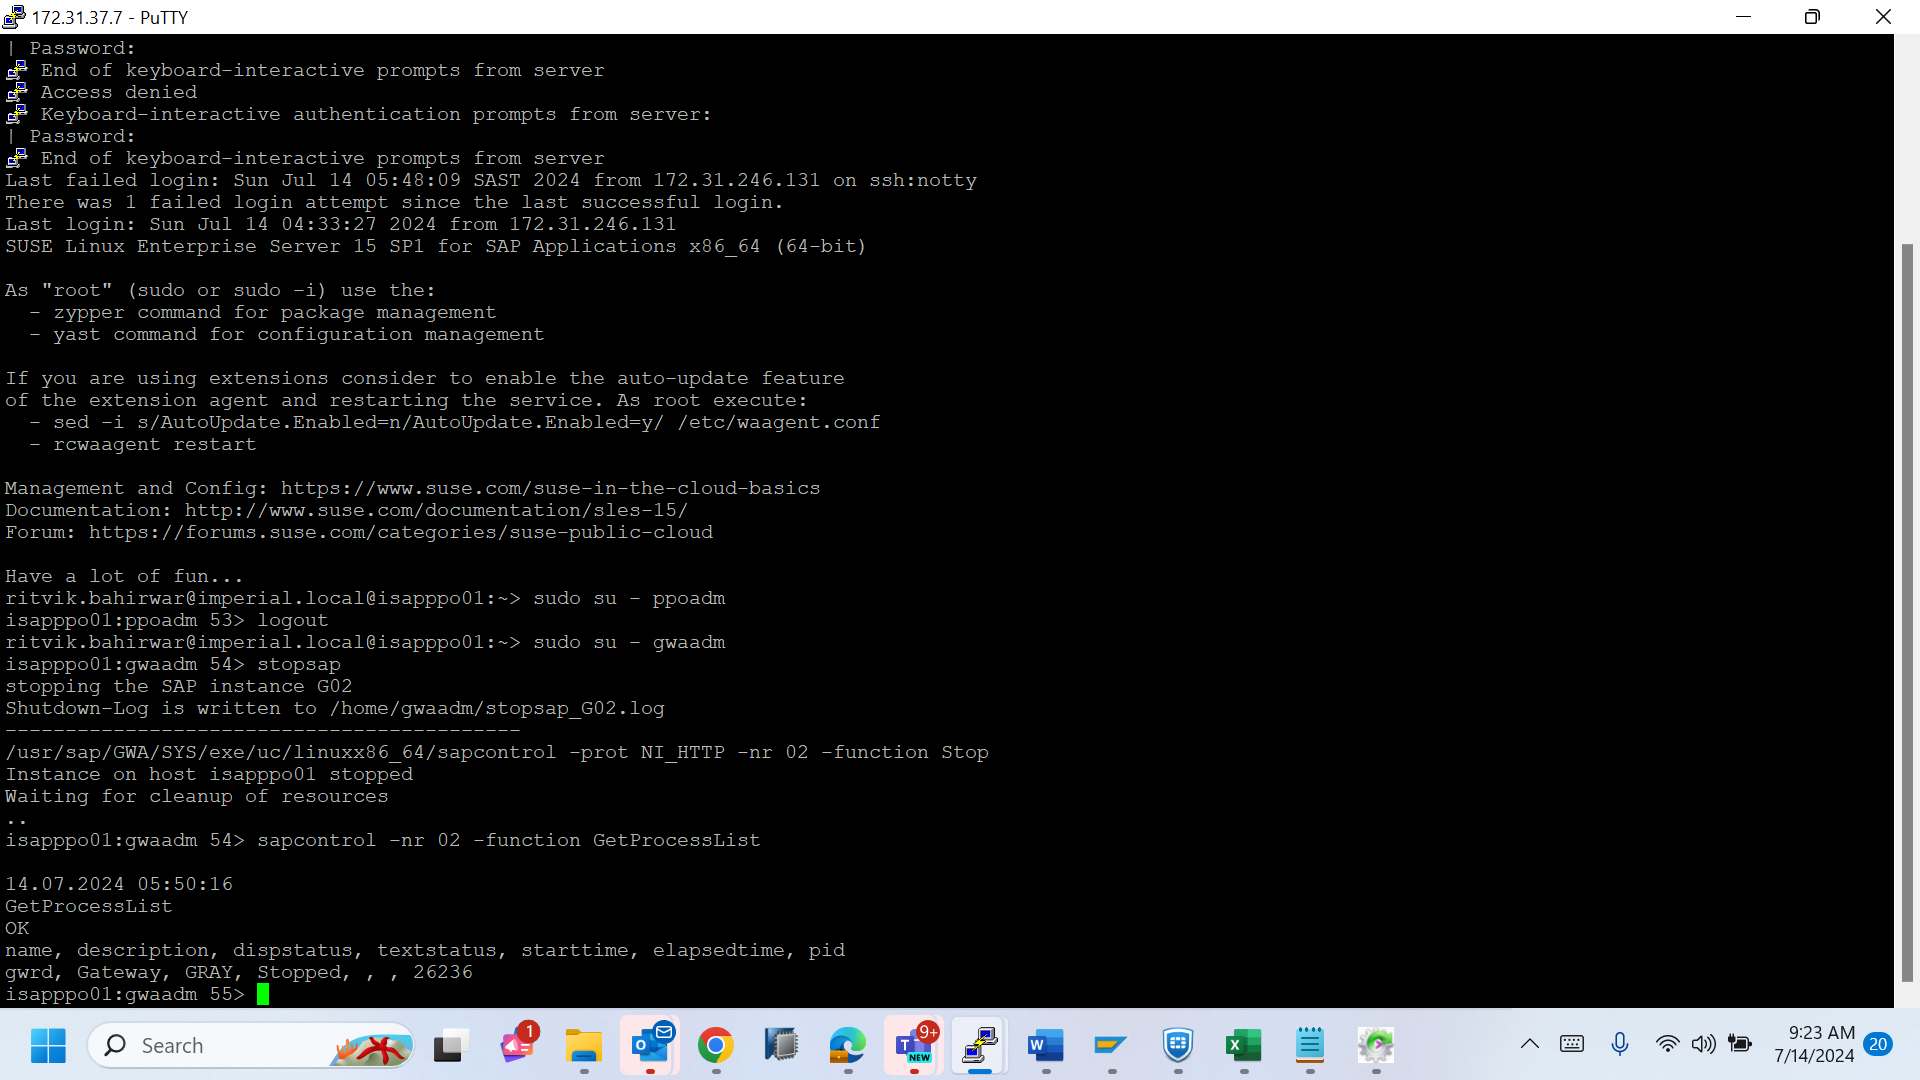 172.31.37.7 - PuTTY
| Password:
End of keyboard-interactive prompts from server
Access denied
Keyboard-interactive authentication prompts from server:
| Password:
End of keyboard-interactive prompts from server
Last failed login: Sun Jul 14 05:48:09 SAST 2024 from 172.31.246.131 on ssh:notty
There was 1 failed login attempt since the last successful login.
Last login: Sun Jul 14 04:33:27 2024 from 172.31.246.131
SUSE Linux Enterprise Server 15 SP1 for SAP Applications x86_64 (64-bit)
As "root" (sudo or sudo -i) use the:
- zypper command for package management
- yast command for configuration management
If you are using extensions consider to enable the auto-update feature
of the extension agent and restarting the service. As root execute:
- sed -i s/AutoUpdate.Enabled=n/AutoUpdate.Enabled=y/ /etc/waagent.conf
- rcwaagent restart
Management and Config: https://www.suse.com/suse-in-the-cloud-basics
Documentation: http://www.suse.com/documentation/sles-15/
Forum: https://forums.suse.com/categories/suse-public-cloud
Have a lot of fun...
ritvik.bahirwar@imperial.local@isapppo01:~> sudo su - ppoadm
isapppo01:ppoadm 53> logout
ritvik.bahirwar@imperial.local@isapppo01:~> sudo su - gwaadm
isapppo01:gwaadm 54> stopsap
stopping the SAP instance G02
Shutdown-Log is written to /home/gwaadm/stopsap_G02.log
-------------------------------------------
/usr/sap/GWA/SYS/exe/uc/linuxx86_64/sapcontrol -prot NI_HTTP -nr 02 -function Stop
Instance on host isapppo01 stopped
Waiting for cleanup of resources
..
isapppo01:gwaadm 54> sapcontrol -nr 02 -function GetProcessList
14.07.2024 05:50:16
GetProcessList
OK
name, description, dispstatus, textstatus, starttime, elapsedtime, pid
gwrd, Gateway, GRAY, Stopped, , , 26236
isapppo01:gwaadm 55>
Search
1
9+
NEW
9:23 AM
7/14/2024
20